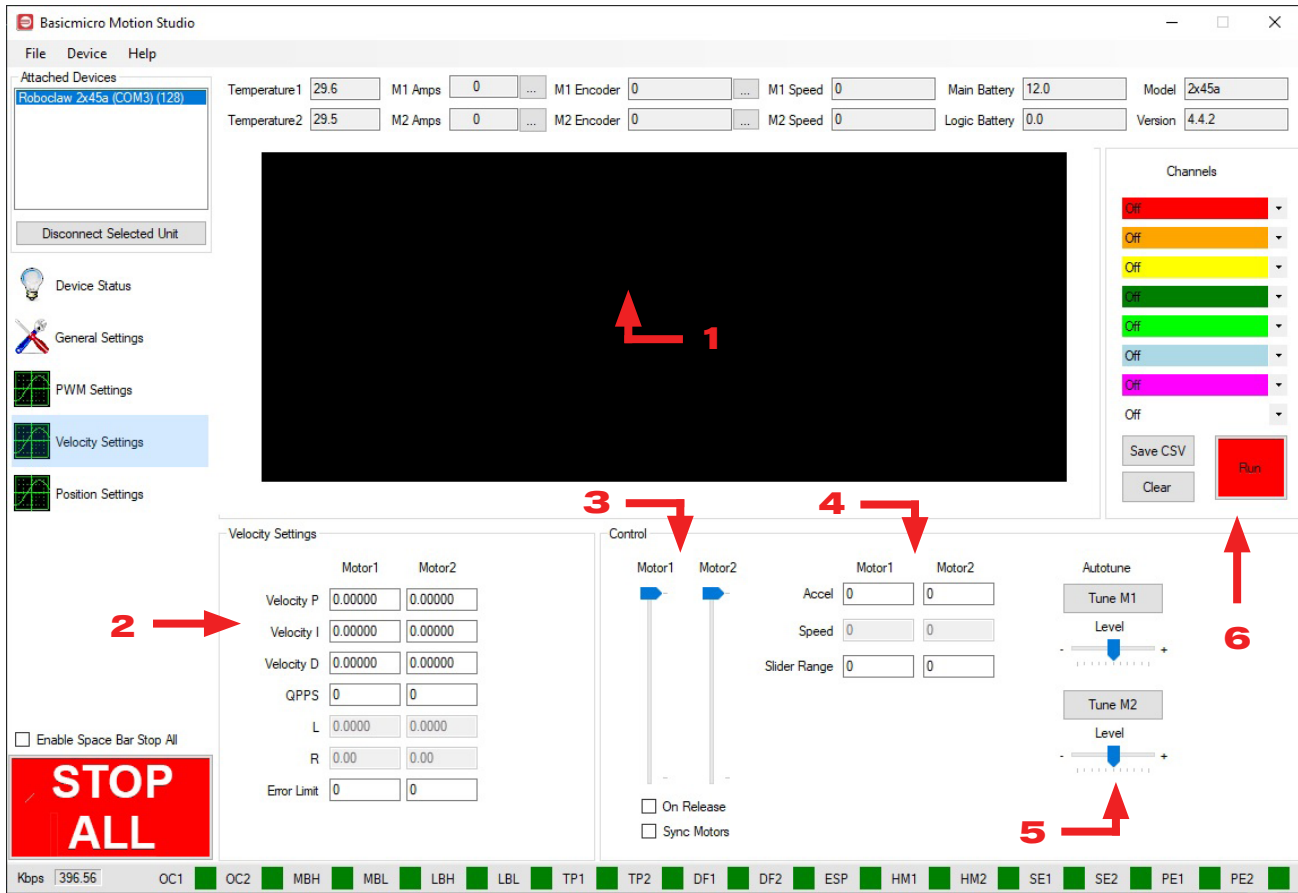 Basicmicro Motion Studio
File Device Help
Attached Devices
Roboclaw 2x45a (COM3) (128)
Disconnect Selected Unit
Temperature1 29.6 M1 Amps 0 ... M1 Encoder 0 ... M1 Speed 0 Main Battery 12.0 Model 2x45a
Temperature2 29.5 M2 Amps 0 ... M2 Encoder 0 ... M2 Speed 0 Logic Battery 0.0 Version 4.4.2
Device Status
General Settings
PWM Settings
Velocity Settings
Position Settings
1
Channels
Off
Off
Off
Off
Off
Off
Off
Off
Save CSV
Clear
Run
6
Velocity Settings
Motor1 Motor2
Velocity P 0.00000 0.00000
Velocity I 0.00000 0.00000
Velocity D 0.00000 0.00000
QPPS 0 0
L 0.0000 0.0000
R 0.00 0.00
Error Limit 0 0
2
3
4
Control
Motor1 Motor2
On Release
Sync Motors
Motor1 Motor2
Accel 0 0
Speed 0 0
Slider Range 0 0
Autotune
Tune M1
Level
- +
Tune M2
Level
- +
5
Enable Space Bar Stop All
STOP
ALL
Kbps 396.56 OC1 OC2 MBH MBL LBH LBL TP1 TP2 DF1 DF2 ESP HM1 HM2 SE1 SE2 PE1 PE2